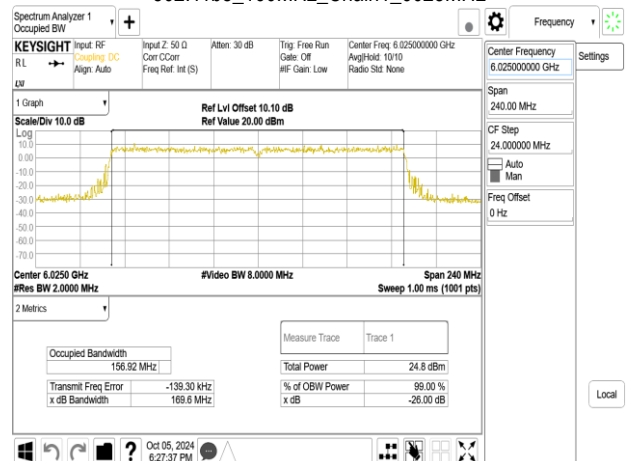 Spectrum Analyzer 1
Occupied BW
Frequency
KEYSIGHT
RL
Input: RF
Coupling: DC
Align: Auto
Input Z: 50 Ω
Corr CCorr
Freq Ref: Int (S)
Atten: 30 dB
Trig: Free Run
Gate: Off
#IF Gain: Low
Center Freq: 6.025000000 GHz
Avg|Hold: 10/10
Radio Std: None
Center Frequency
6.025000000 GHz
Settings
Span
240.00 MHz
CF Step
24.000000 MHz
Auto
Man
Freq Offset
0 Hz
1 Graph
Scale/Div 10.0 dB
Ref Lvl Offset 10.10 dB
Ref Value 20.00 dBm
Log
10.0
0.00
-10.0
-20.0
-30.0
-40.0
-50.0
-60.0
-70.0
Center 6.0250 GHz
#Video BW 8.0000 MHz
Span 240 MHz
#Res BW 2.0000 MHz
Sweep 1.00 ms (1001 pts)
2 Metrics
Measure Trace
Trace 1
Occupied Bandwidth
156.92 MHz
Total Power
24.8 dBm
Transmit Freq Error
-139.30 kHz
% of OBW Power
99.00 %
x dB Bandwidth
169.6 MHz
x dB
-26.00 dB
Local
?
Oct 05, 2024
6:27:37 PM